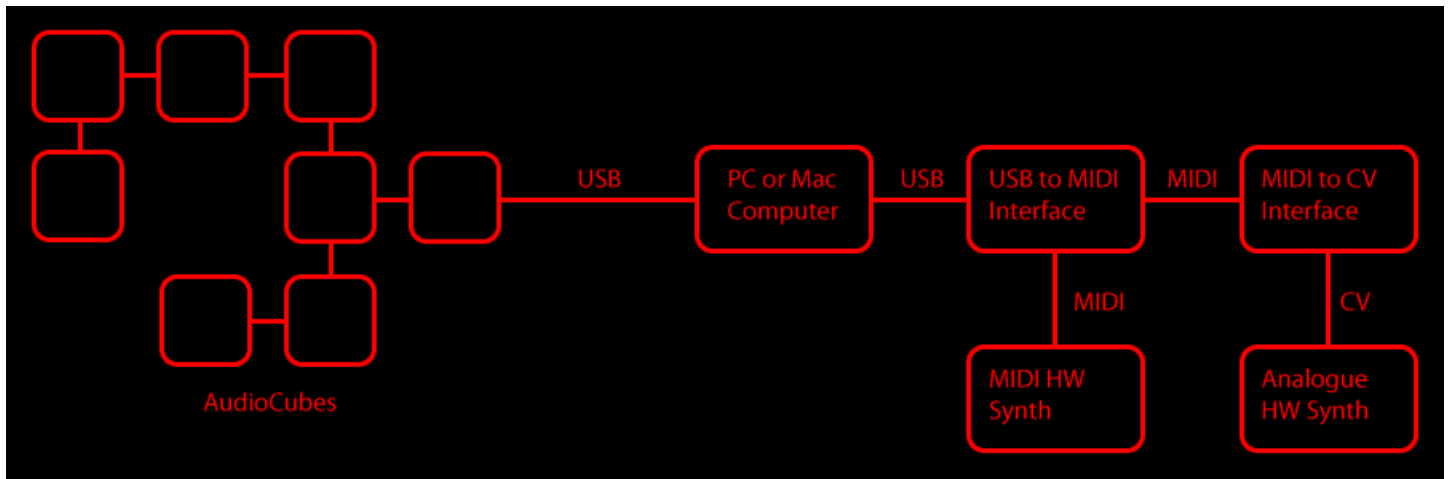 USB
PC or Mac
Computer
USB
USB to MIDI
Interface
MIDI
MIDI to CV
Interface
MIDI
CV
MIDI HW
Synth
Analogue
HW Synth
AudioCubes